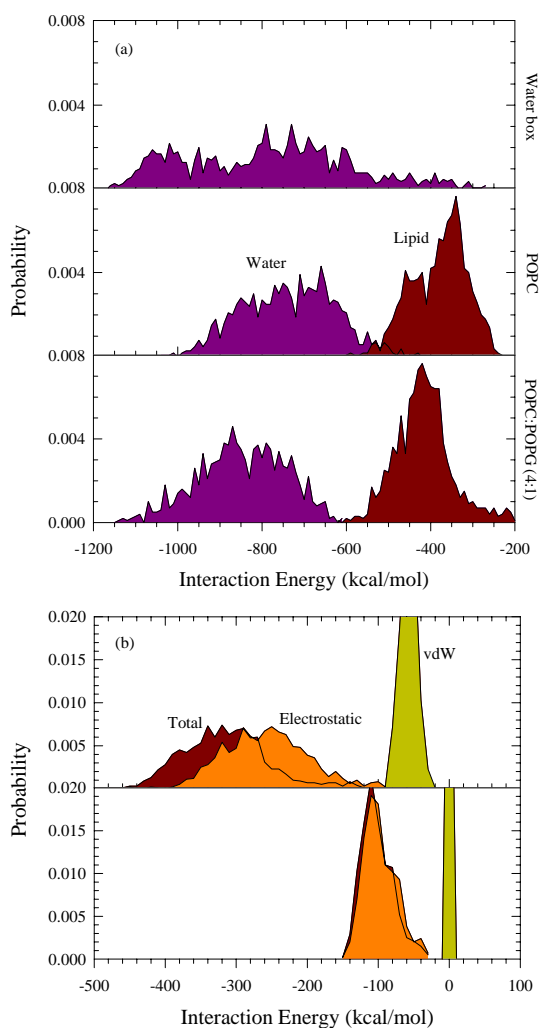 0.008
(a)
0.004
Water box
0.008
Water
Lipid
0.004
POPC
Probability
0.008
0.004
POPC:POPG (4:1)
0.000
-1200 -1000 -800 -600 -400 -200
Interaction Energy (kcal/mol)
0.020
(b)
0.015
vdW
Total
Electrostatic
0.010
0.005
Probability
0.020
0.015
0.010
0.005
0.000
-500 -400 -300 -200 -100 0 100
Interaction Energy (kcal/mol)